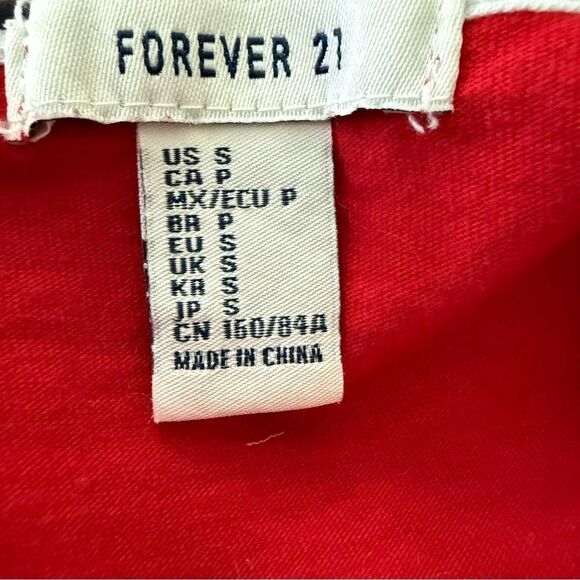 FOREVER 21
US S
CA P
MX/ECU P
BR P
EU S
UK S
KR S
JP S
CN 160/84A
MADE IN CHINA